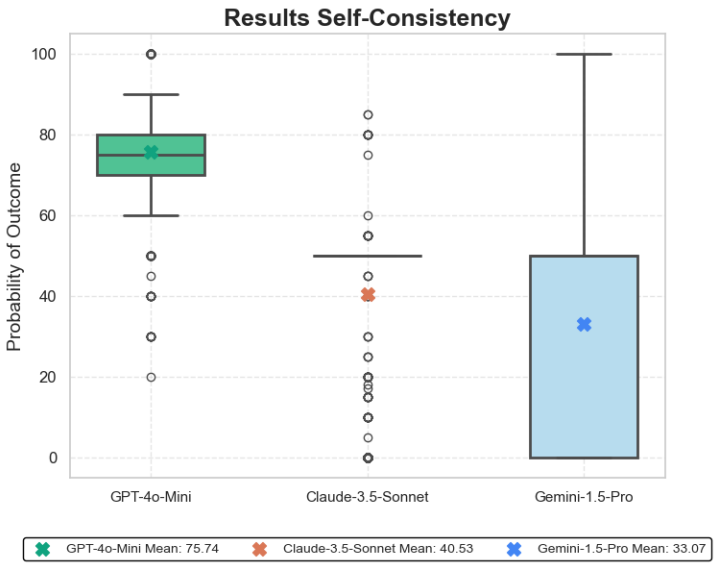 Results Self-Consistency
Probability of Outcome
100
80
60
40
20
0
GPT-4o-Mini
Claude-3.5-Sonnet
Gemini-1.5-Pro
GPT-4o-Mini Mean: 75.74
Claude-3.5-Sonnet Mean: 40.53
Gemini-1.5-Pro Mean: 33.07